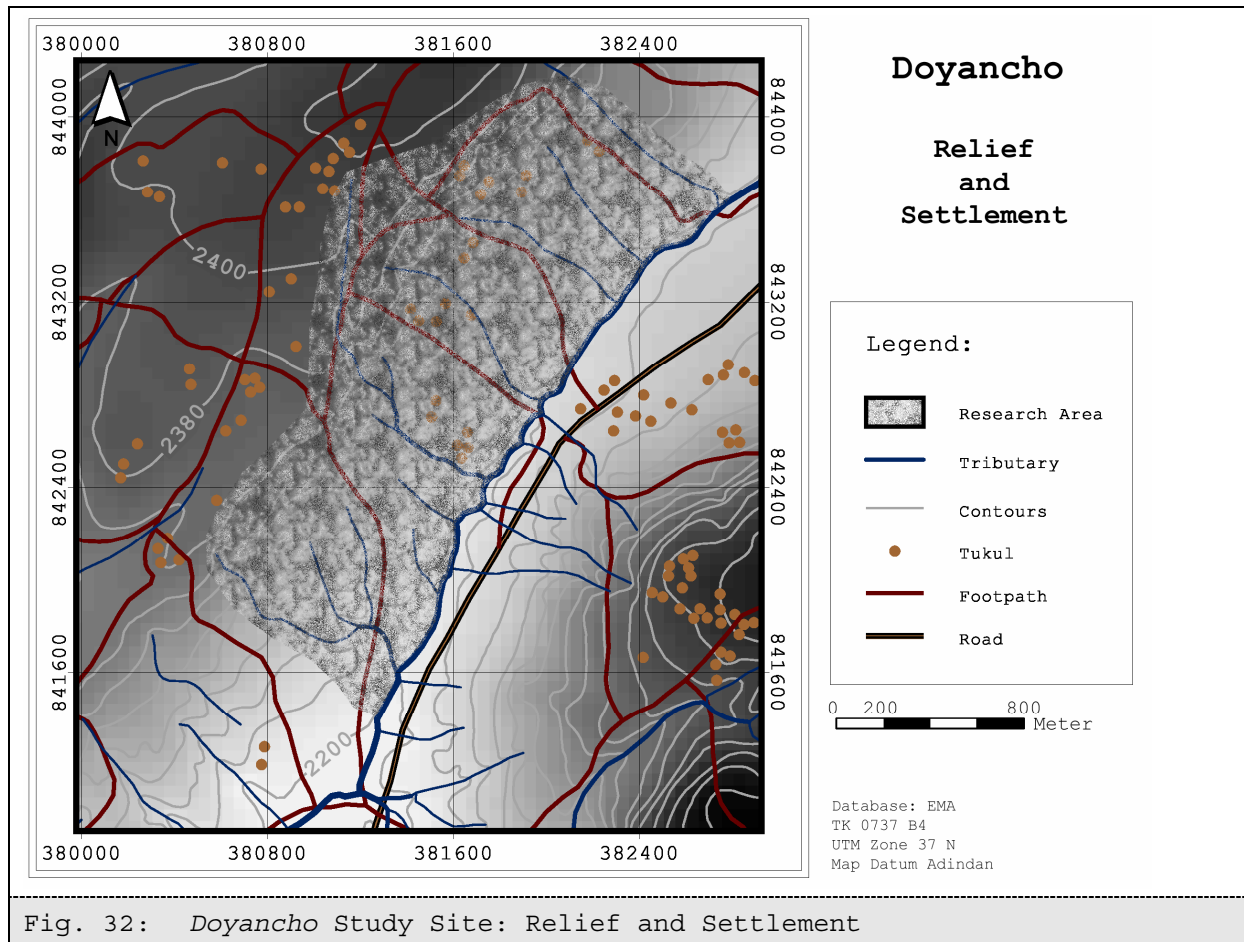 380000 380800 381600 382400
844000
843200
842400
841600
844000
843200
842400
841600
N
2400
2380
2200
380000 380800 381600 382400
Doyancho
Relief
and
Settlement
Legend:
Research Area
Tributary
Contours
Tukul
Footpath
Road
0 200 800
Meter
Database: EMA
TK 0737 B4
UTM Zone 37 N
Map Datum Adindan
Fig. 32: Doyancho Study Site: Relief and Settlement